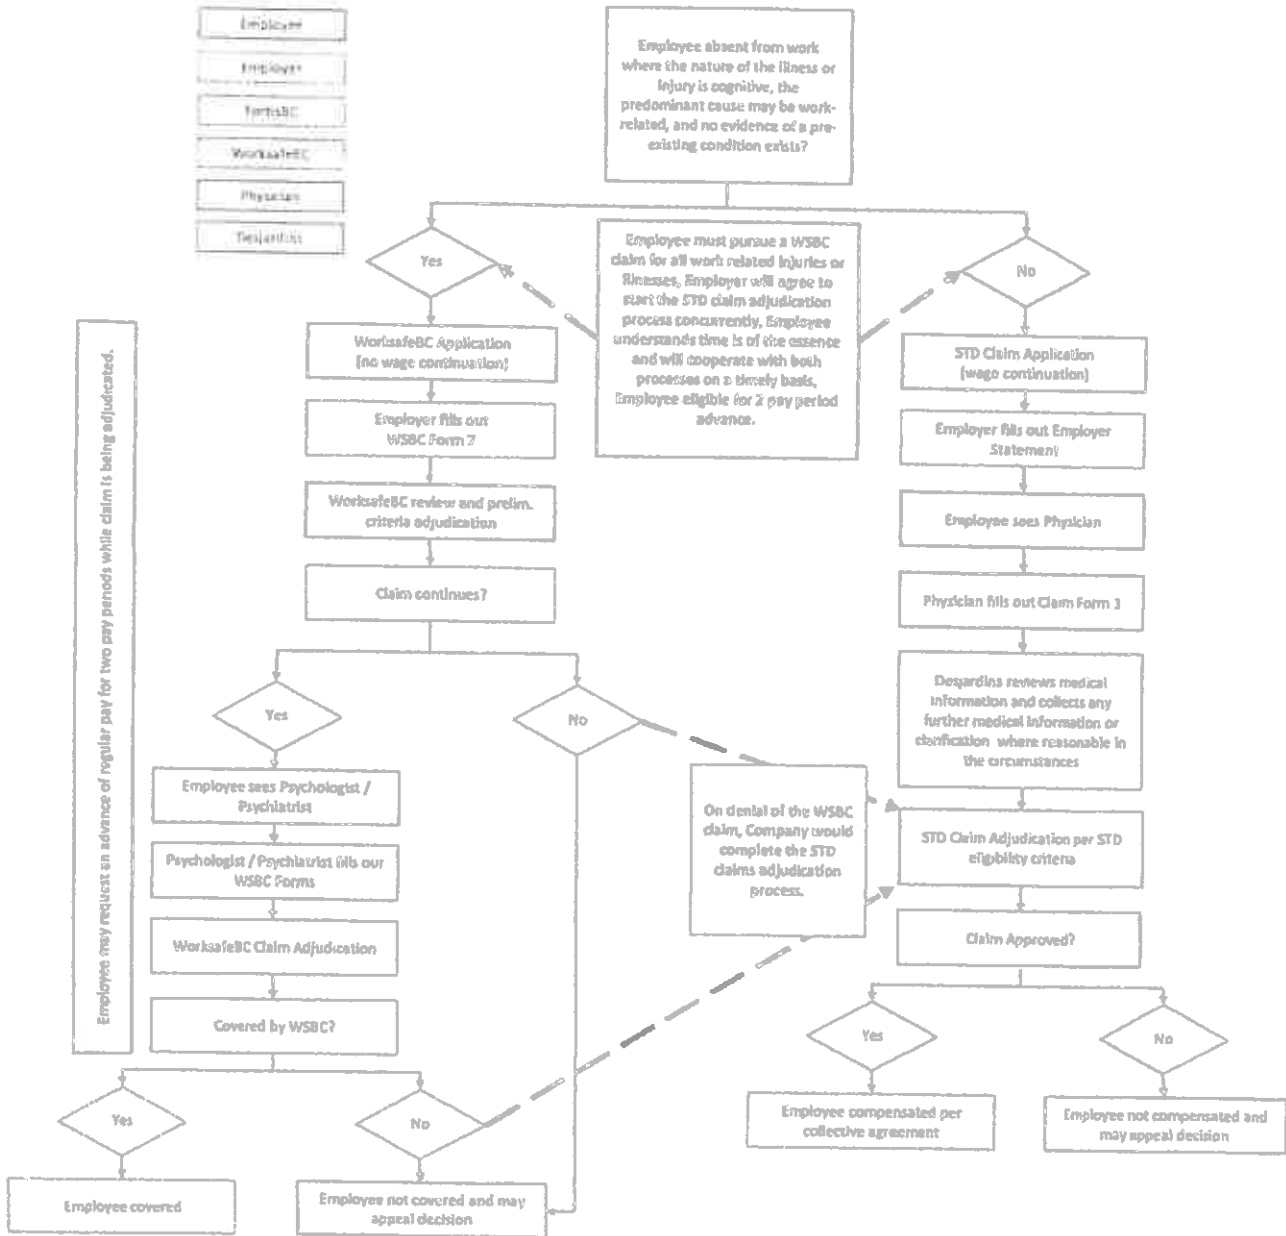 Employee
Employer
FortisBC
WorksafeBC
Physician
Desjardins
Employee absent from work
where the nature of the illness or
injury is cognitive, the
predominant cause may be work-
related, and no evidence of a pre-
existing condition exists?
Yes
Employee must pursue a WSBC
claim for all work related injuries or
illnesses, Employer will agree to
start the STD claim adjudication
process concurrently, Employee
understands time is of the essence
and will cooperate with both
processes on a timely basis,
Employee eligible for 2 pay period
advance.
No
WorksafeBC Application
(no wage continuation)
Employer fills out
WSBC Form 7
WorksafeBC review and prelim.
criteria adjudication
Claim continues?
Yes
No
Employee sees Psychologist /
Psychiatrist
Psychologist / Psychiatrist fills our
WSBC Forms
WorksafeBC Claim Adjudication
Covered by WSBC?
Yes
No
Employee covered
Employee not covered and may
appeal decision
On denial of the WSBC
claim, Company would
complete the STD
claims adjudication
process.
STD Claim Application
(wage continuation)
Employer fills out Employer
Statement
Employee sees Physician
Physician fills out Claim Form 1
Desjardins reviews medical
information and collects any
further medical information or
clarification where reasonable in
the circumstances
STD Claim Adjudication per STD
eligibility criteria
Claim Approved?
Yes
No
Employee compensated per
collective agreement
Employee not compensated and
may appeal decision
Employee may request an advance of regular pay for two pay periods while claim is being adjudicated.